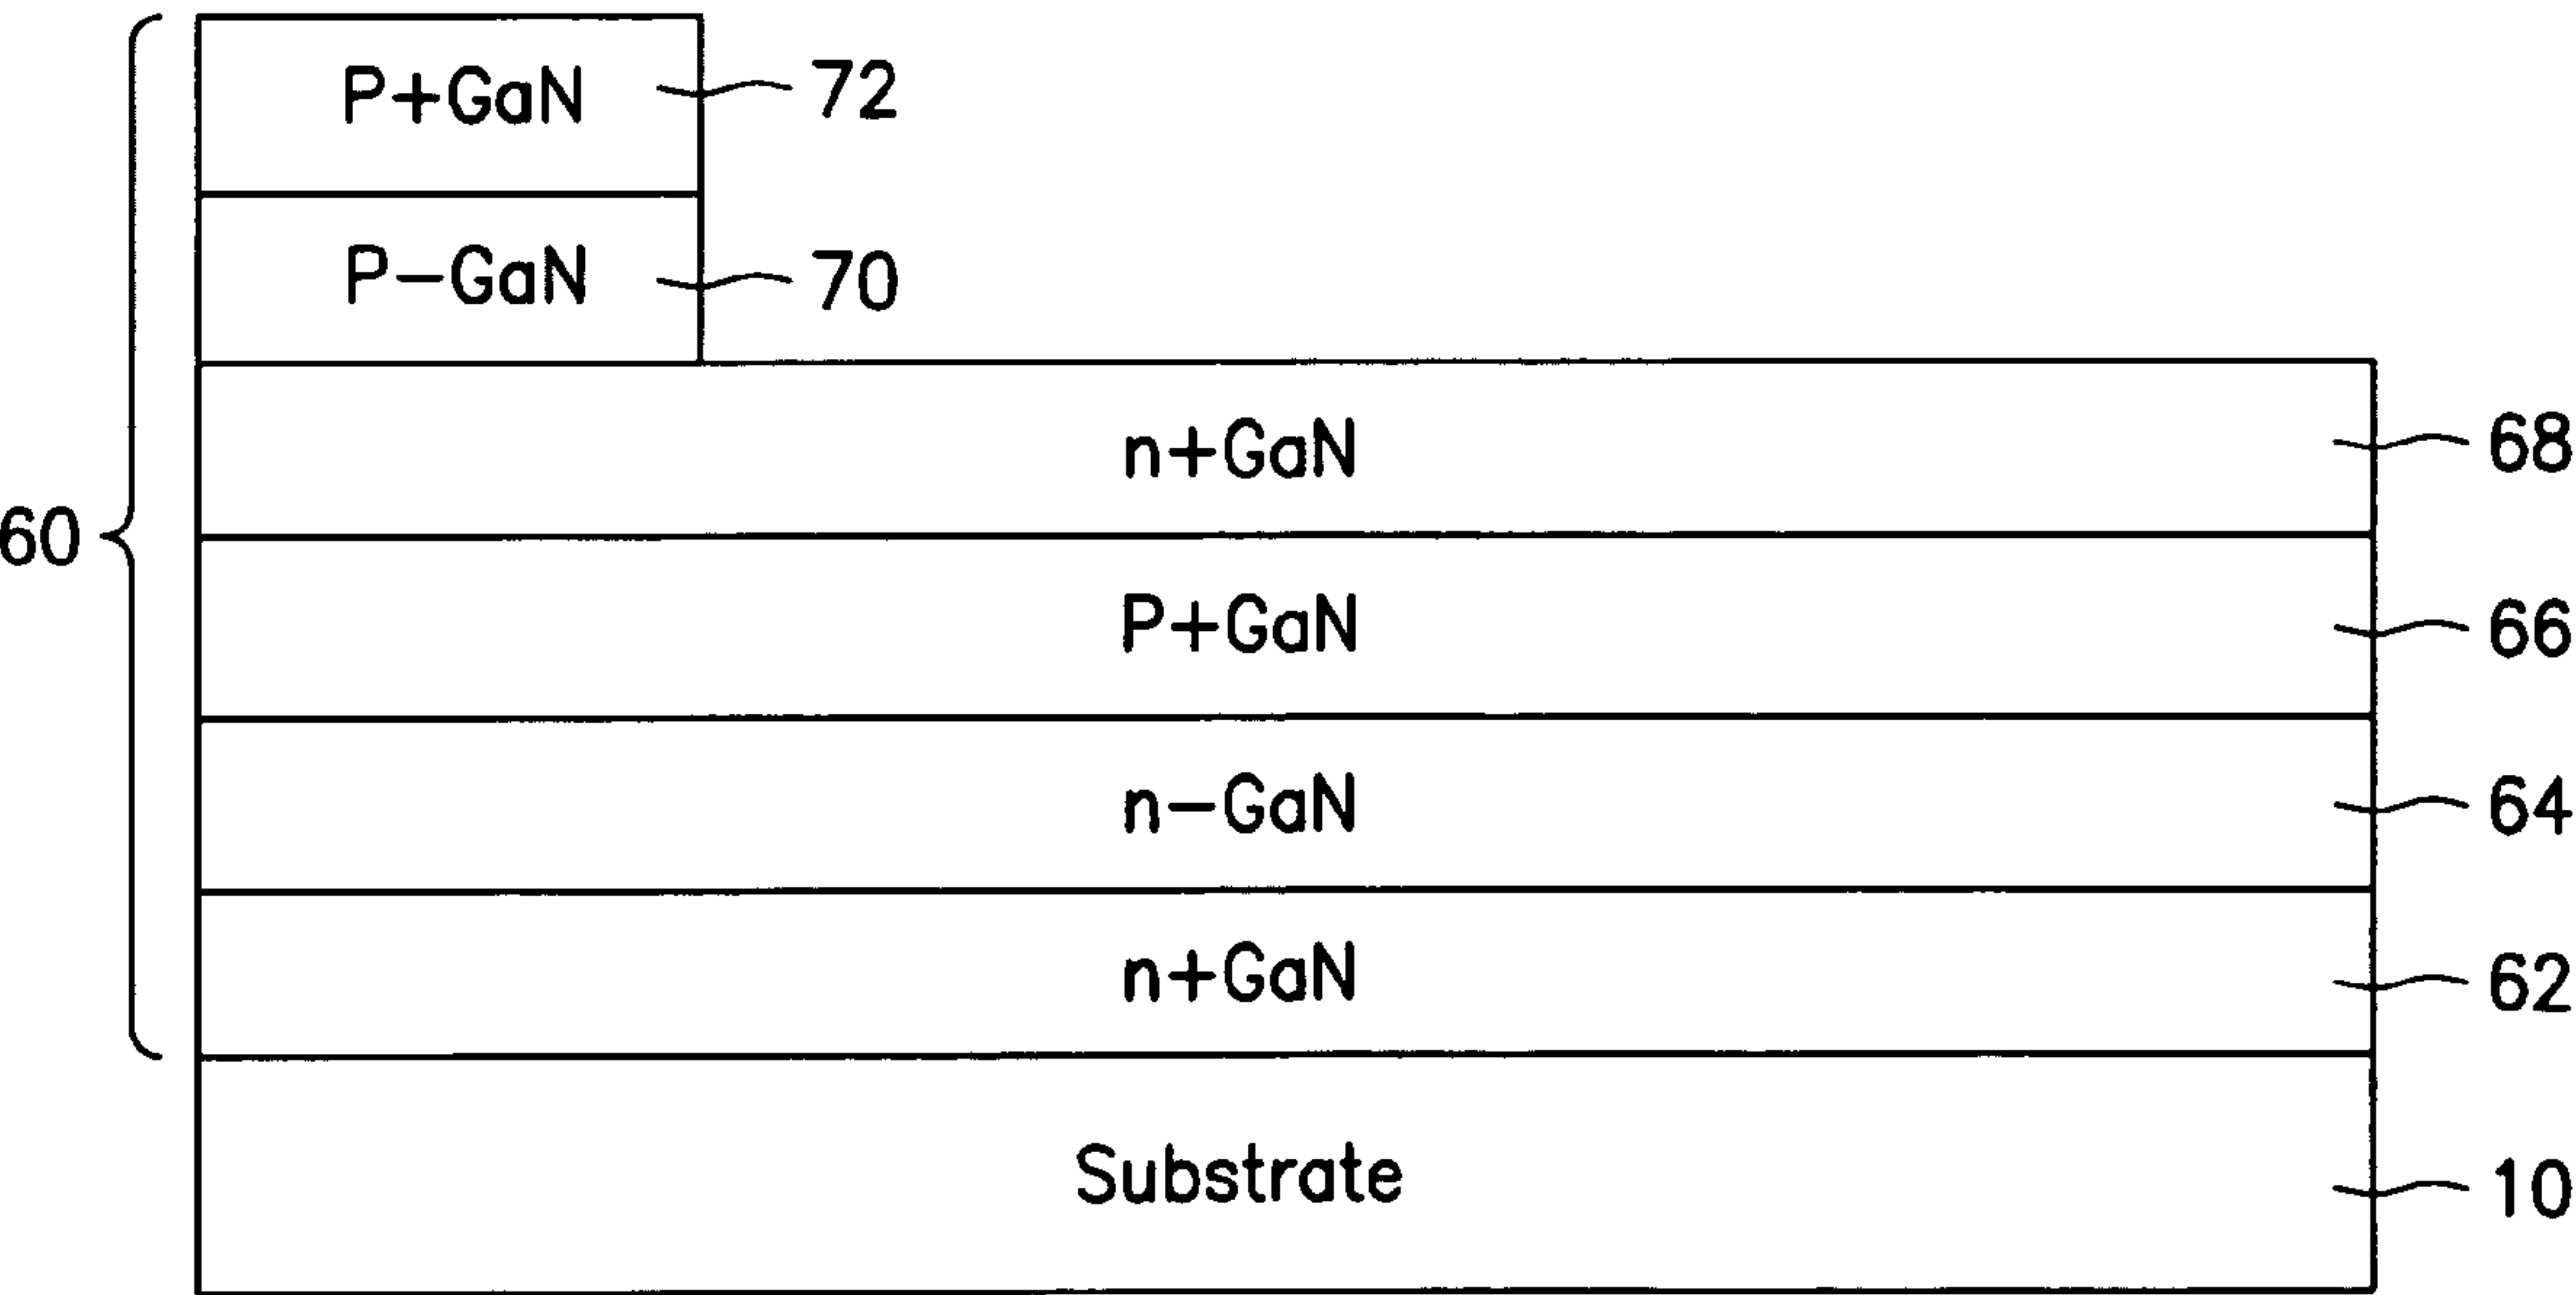 P+GaN 72
P-GaN 70
n+GaN 68
60
P+GaN 66
n-GaN 64
n+GaN 62
Substrate 10